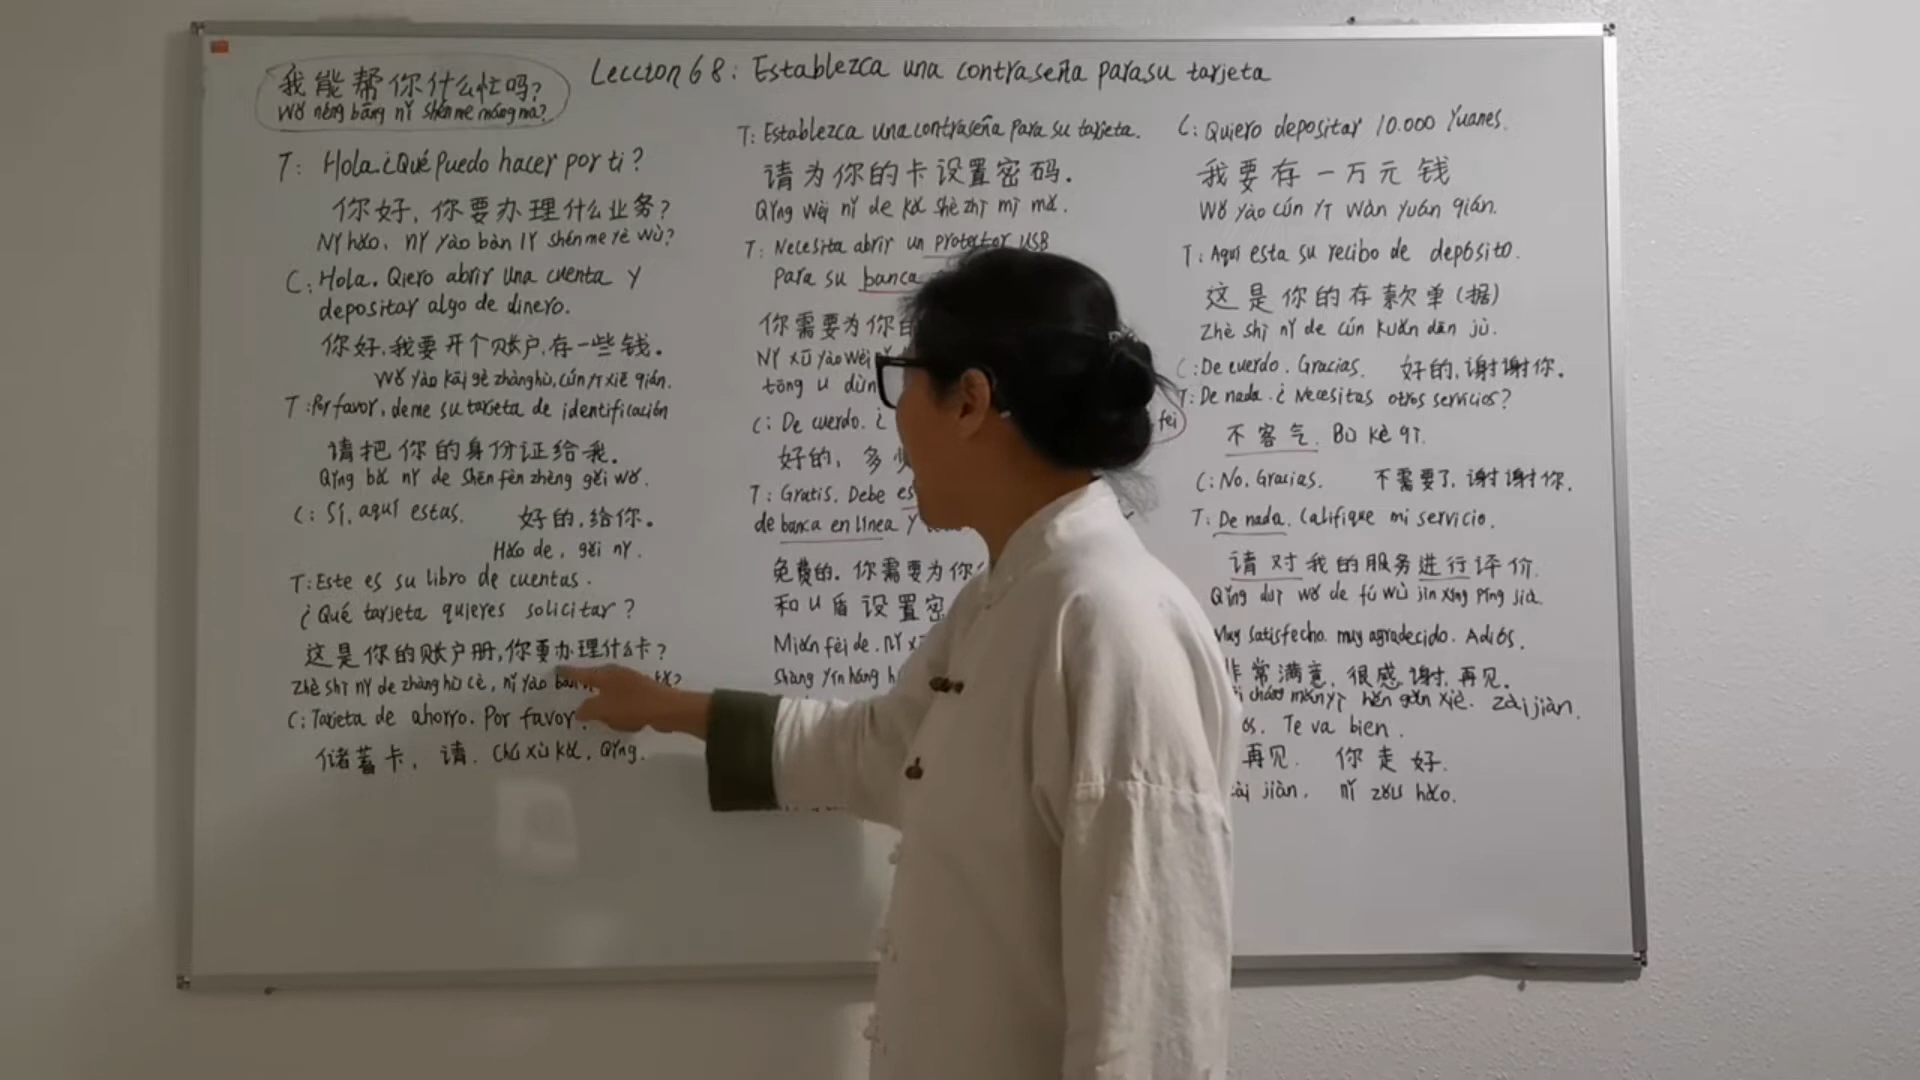 我能帮你什么忙吗?
Wǒ néng bāng nǐ shénme máng ma?
Leccion 68: Establezca una contraseña para su tarjeta
T: Hola. ¿Qué puedo hacer por ti?
你好, 你要办理什么业务?
Nǐ hǎo, nǐ yào bàn lǐ shénme yè wù?
C: Hola. Qiero abrir una cuenta y
depositar algo de dinero.
你好,我要开个账户,存一些钱。
Wǒ yào kāi gè zhànghù, cún yī xiē qián.
T: Por favor, deme su tarjeta de identificación
请把你的身份证给我.
Qǐng bǎ nǐ de shēn fèn zhèng gěi wǒ.
C: Sí, aquí estas. 好的,给你。
Hǎo de, gěi nǐ.
T: Este es su libro de cuentas.
¿Qué tarjeta quieres solicitar?
这是你的账户册,你要办理什么卡?
Zhè shì nǐ de zhàng hù cè, nǐ yào
C: Tarjeta de ahorro. Por favor.
储蓄卡, 请. Chú xù kǎ, Qǐng.
T: Establezca una contraseña para su tarjeta.
请为你的卡设置密码.
Qǐng wèi nǐ de kǎ shè zhì mì mǎ.
T: Necesita abrir un protector USB
para su banca
你需要为你的
Nǐ xū yào wèi
tōng u dùn
C: De cuerdo. ¿
好的, 多少
T: Gratis. Debe
de banca en línea y
免费的. 你需要为你
和U盾设置密
Miǎn fèi de. nǐ
shàng yín háng
C: Quiero depositar 10.000 Yuanes.
我要存一万元钱
Wǒ yào cún yī wàn yuán qián.
T: Aquí esta su recibo de depósito.
这是你的存款单(据)
Zhè shì nǐ de cún kuǎn dān jù.
C: De cuerdo. Gracias. 好的,谢谢你.
T: De nada. ¿Necesitas otros servicios?
fèi
不客气. Bù kè qì.
C: No, Gracias. 不需要了,谢谢你.
T: De nada. Califique mi servicio.
请对我的服务进行评价.
Qǐng duì wǒ de fú wù jìn xíng píng jià.
Muy satisfecho. muy agradecido. Adiós.
非常满意, 很感谢, 再见.
cháng mǎn yì hěn gǎn xiè. zài jiàn.
os. Te va bien.
再见. 你走好.
zài jiàn. nǐ zǒu hǎo.